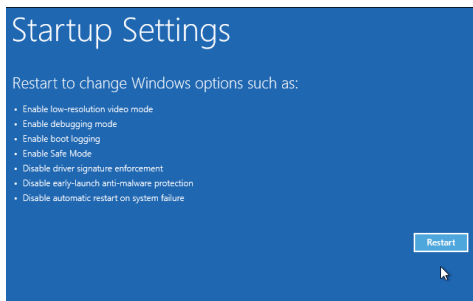 Startup Settings
Restart to change Windows options such as:
• Enable low-resolution video mode
• Enable debugging mode
• Enable boot logging
• Enable Safe Mode
• Disable driver signature enforcement
• Disable early-launch anti-malware protection
• Disable automatic restart on system failure
Restart